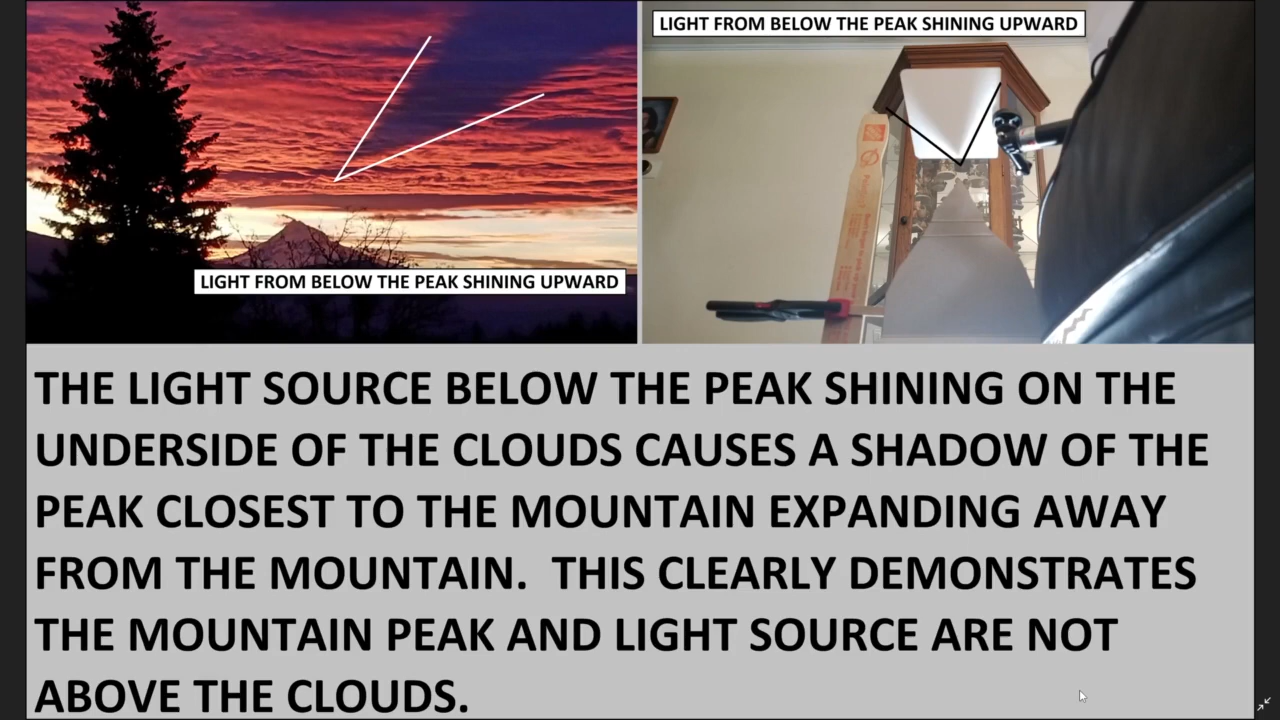 LIGHT FROM BELOW THE PEAK SHINING UPWARD
LIGHT FROM BELOW THE PEAK SHINING UPWARD
THE LIGHT SOURCE BELOW THE PEAK SHINING ON THE
UNDERSIDE OF THE CLOUDS CAUSES A SHADOW OF THE
PEAK CLOSEST TO THE MOUNTAIN EXPANDING AWAY
FROM THE MOUNTAIN. THIS CLEARLY DEMONSTRATES
THE MOUNTAIN PEAK AND LIGHT SOURCE ARE NOT
ABOVE THE CLOUDS.